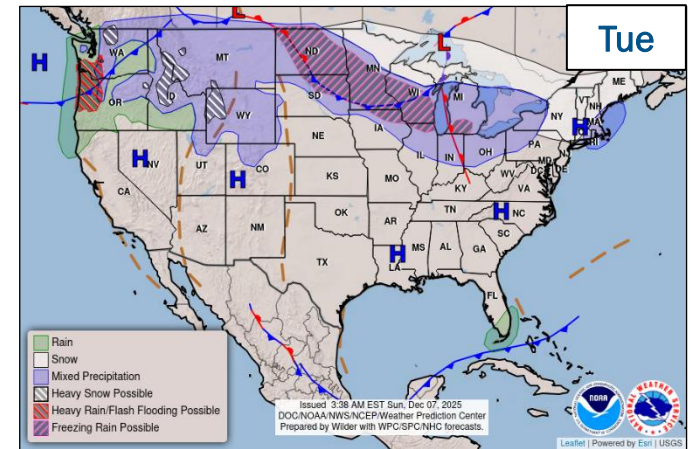 Tue
L
L
H
WA
MT
ND
MN
ME
OR
ID
SD
WI
MI
VT
NH
NY
MA
RI
H
WY
IA
NE
PA
OH
IL
IN
MD
DE
DC
WV
VA
H
NV
UT
H
CO
KS
MO
KY
CA
TN
H
NC
OK
AR
AZ
NM
SC
MS
AL
GA
H
LA
TX
FL
Rain
Snow
Mixed Precipitation
Heavy Snow Possible
Heavy Rain/Flash Flooding Possible
Freezing Rain Possible
Issued 3:38 AM EST Sun, Dec 07, 2025
DOC/NOAA/NWS/NCEP/Weather Prediction Center
Prepared by Wilder with WPC/SPC/NHC forecasts.
NOAA
Leaflet | Powered by Esri | USGS